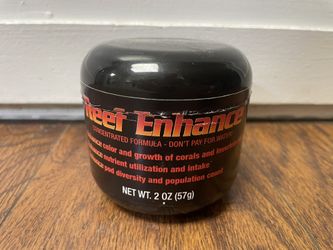 Reef Enhance
CONCENTRATED FORMULA - DON'T PAY FOR WATER!
color and growth of corals and
nutrient utilization and intake
pod diversity and population count
NET WT. 2 OZ (57g)